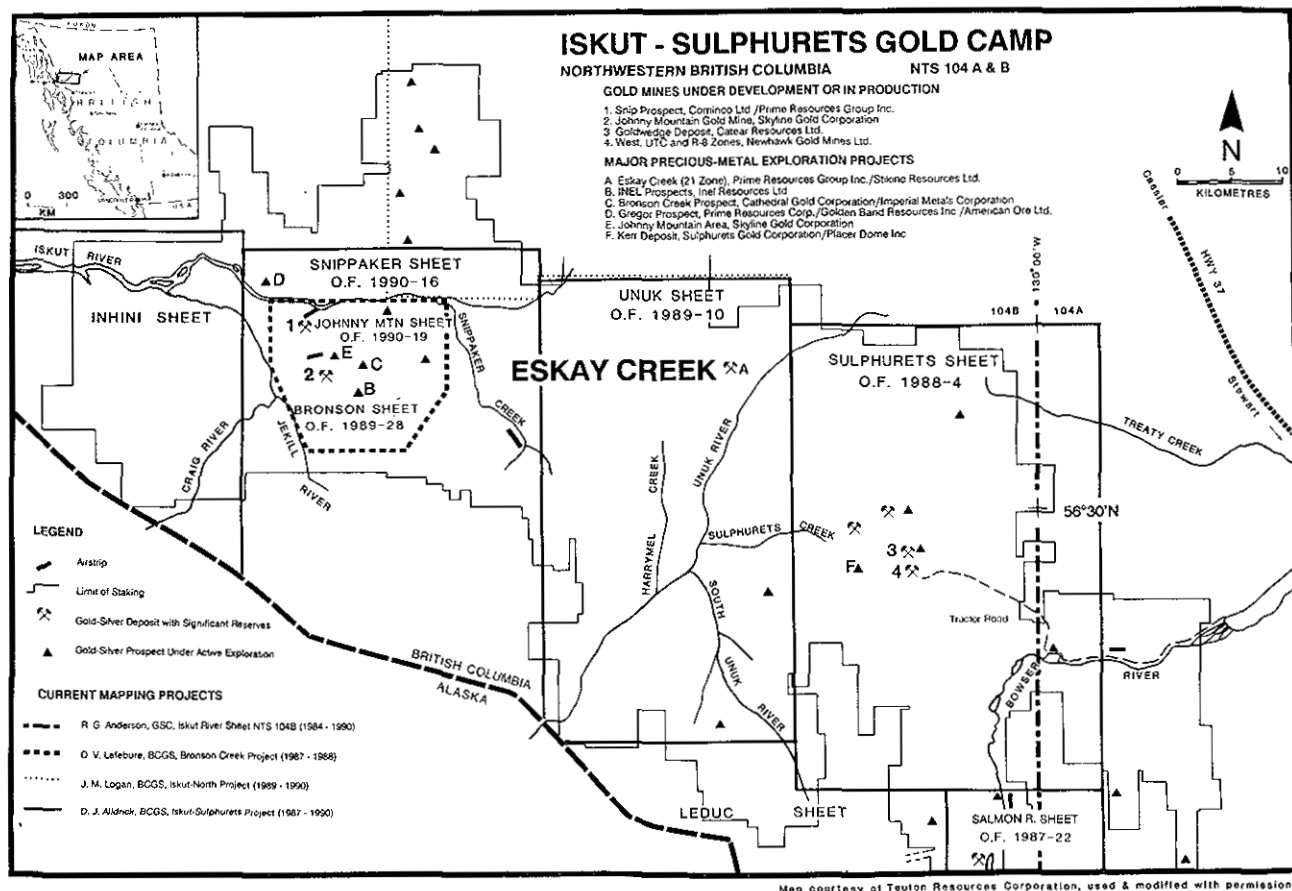 ISKUT - SULPHURETS GOLD CAMP
NORTHWESTERN BRITISH COLUMBIA NTS 104 A & B
GOLD MINES UNDER DEVELOPMENT OR IN PRODUCTION
1. Snip Prospect, Cominco Ltd /Prime Resources Group Inc.
2. Johnny Mountain Gold Mine, Skyline Gold Corporation
3 Goldwedge Deposit, Catear Resources Ltd.
4. West, UTC and R-8 Zones, Newhawk Gold Mines Ltd.
MAJOR PRECIOUS-METAL EXPLORATION PROJECTS
A Eskay Creek (21 Zone), Prime Resources Group Inc./Stikine Resources Ltd.
B. INEL Prospects, Inel Resources Ltd
C. Bronson Creek Prospect, Cathedral Gold Corporation/Imperial Metals Corporation
D. Gregor Prospect, Prime Resources Corp./Golden Band Resources Inc /American Ore Ltd.
E. Johnny Mountain Area, Skyline Gold Corporation
F. Kerr Deposit, Sulphurets Gold Corporation/Placer Dome Inc
YUKON
MAP AREA
BRITISH
COLUMBIA
0 300
KM
U.S.A.
N
0 10
KILOMETRES
Cassiar
HWY 37
Stewart
ISKUT RIVER
D
SNIPPAKER SHEET
O.F. 1990-16
INHINI SHEET
1
JOHNNY MTN SHEET
O.F. 1990-19
E
C
2
B
BRONSON SHEET
O.F. 1989-28
SNIPPAKER
CREEK
CRAIG RIVER
JEKILL
RIVER
UNUK SHEET
O.F. 1989-10
ESKAY CREEK
A
130°00'W
104B 104A
SULPHURETS SHEET
O.F. 1988-4
TREATY CREEK
UNUK RIVER
HARRYMEL
CREEK
SULPHURETS CREEK
56°30'N
3
F
4
SOUTH
UNUK
RIVER
Tractor Road
BOWSER
RIVER
BRITISH COLUMBIA
ALASKA
LEDUC SHEET
SALMON R. SHEET
O.F. 1987-22
LEGEND
Airstrip
Limit of Staking
Gold-Silver Deposit with Significant Reserves
Gold-Silver Prospect Under Active Exploration
CURRENT MAPPING PROJECTS
R G Anderson, GSC, Iskut River Sheet NTS 104B (1984 - 1990)
D V. Lefebure, BCGS, Bronson Creek Project (1987 - 1988)
J. M. Logan, BCGS, Iskut-North Project (1989 - 1990)
D. J. Alldrick, BCGS, Iskut-Sulphurets Project (1987 - 1990)
Map courtesy of Teuton Resources Corporation, used & modified with permission